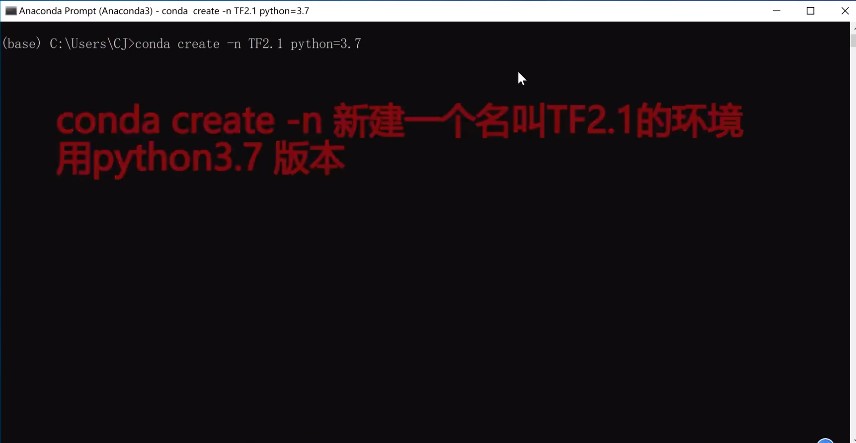 Anaconda Prompt (Anaconda3) - conda  create -n TF2.1 python=3.7
(base) C:\Users\CJ>conda create -n TF2.1 python=3.7
conda create -n 新建一个名叫TF2.1的环境
用python3.7 版本